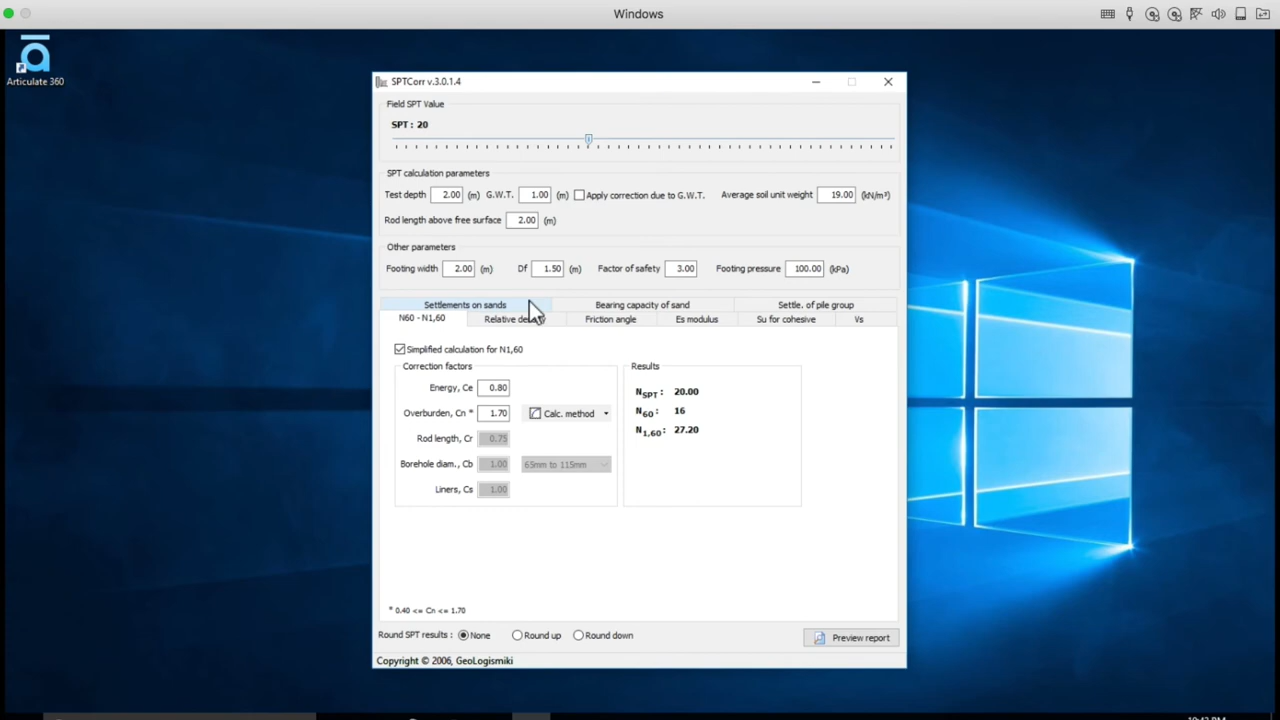 Windows
Articulate 360
SPTCorr v.3.0.1.4
Field SPT Value
SPT : 20
SPT calculation parameters
Test depth 2.00 (m) G.W.T. 1.00 (m) Apply correction due to G.W.T. Average soil unit weight 19.00 (kN/m³)
Rod length above free surface 2.00 (m)
Other parameters
Footing width 2.00 (m) Df 1.50 (m) Factor of safety 3.00 Footing pressure 100.00 (kPa)
Settlements on sands Bearing capacity of sand Settle. of pile group
N60 - N1,60 Relative Friction angle Es modulus Su for cohesive Vs
Simplified calculation for N1,60
Correction factors Results
Energy, Ce 0.80 NSPT : 20.00
N60 : 16
Overburden, Cn * 1.70 Calc. method
N1,60 : 27.20
Rod length, Cr 0.75
Borehole diam., Cb 1.00 65mm to 115mm
Liners, Cs 1.00
* 0.40 <= Cn <= 1.70
Round SPT results : None Round up Round down Preview report
Copyright © 2006, GeoLogismiki